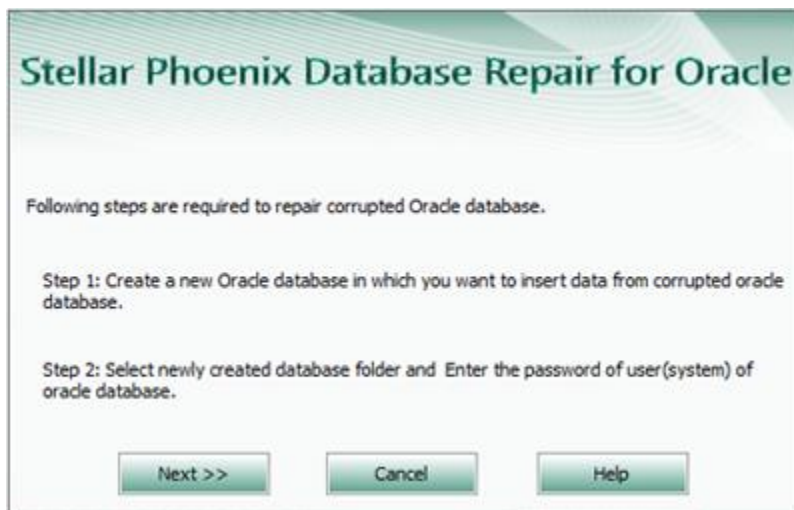 Stellar Phoenix Database Repair for Oracle
Following steps are required to repair corrupted Oracle database.
Step 1: Create a new Oracle database in which you want to insert data from corrupted oracle
database.
Step 2: Select newly created database folder and Enter the password of user(system) of
oracle database.
Next >>
Cancel
Help